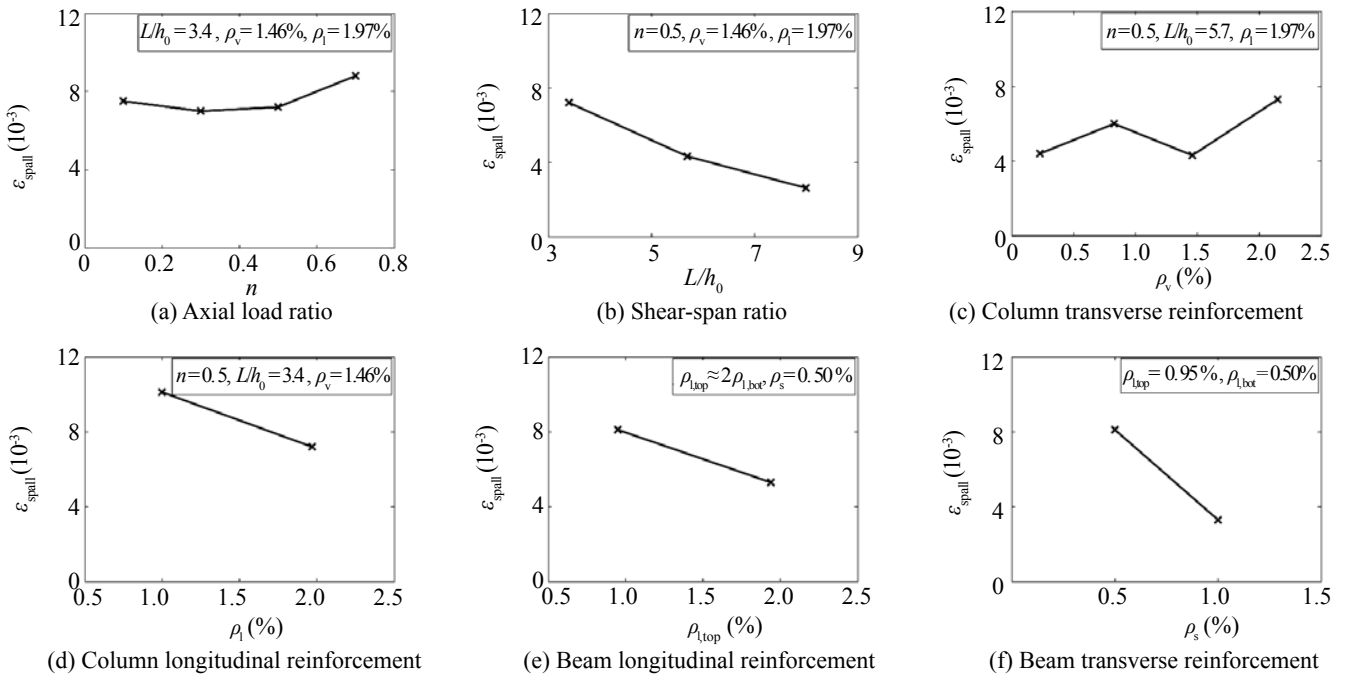 12
L/h0 = 3.4 , ρv = 1.46%, ρl = 1.97%
8
4
0
εspall (10-3)
0 0.2 0.4 0.6 0.8
n
(a) Axial load ratio
12
n=0.5, ρv = 1.46%, ρl = 1.97%
8
4
0
εspall (10-3)
3 5 7 9
L/h0
(b) Shear-span ratio
12
n=0.5, L/h0 = 5.7, ρl = 1.97%
8
4
0
εspall (10-3)
0 0.5 1.0 1.5 2.0 2.5
ρv (%)
(c) Column transverse reinforcement
12
n=0.5, L/h0 = 3.4 , ρv = 1.46%
8
4
0
εspall (10-3)
0.5 1.0 1.5 2.0 2.5
ρl (%)
(d) Column longitudinal reinforcement
12
ρl,top ≈ 2ρl,bot, ρs = 0.50%
8
4
0
εspall (10-3)
0.5 1.0 1.5 2.0 2.5
ρl,top (%)
(e) Beam longitudinal reinforcement
12
ρl,top = 0.95%, ρl,bot = 0.50%
8
4
0
εspall (10-3)
0.5 1.0 1.5
ρs (%)
(f) Beam transverse reinforcement